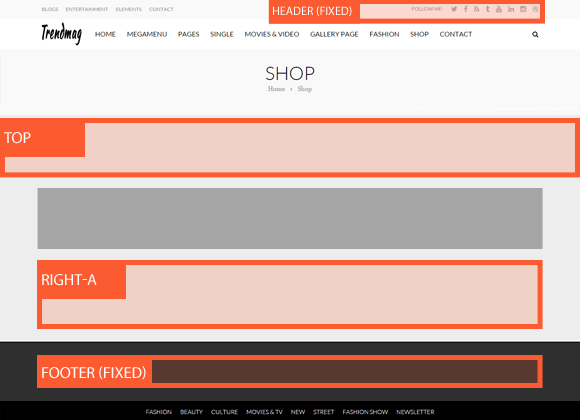 BLOGS ENTERTAINMENT ELEMENTS CONTACT HEADER (FIXED) FOLLOW ME:
Trendmag HOME MEGAMENU PAGES SINGLE MOVIES & VIDEO GALLERY PAGE FASHION SHOP CONTACT
SHOP
Home › Shop
TOP
RIGHT-A
FOOTER (FIXED)
FASHION BEAUTY CULTURE MOVIES & TV NEW STREET FASHION SHOW NEWSLETTER